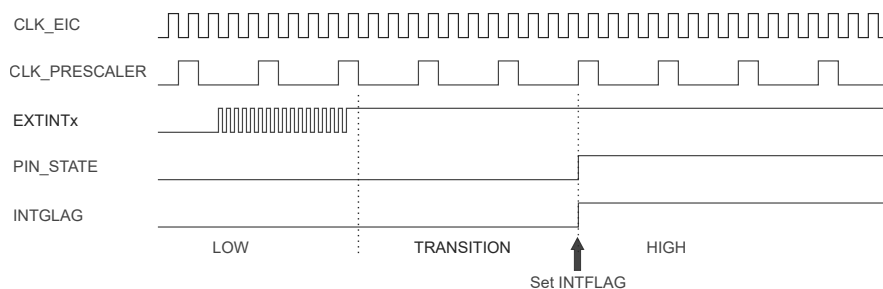 CLK_EIC
CLK_PRESCALER
EXTINTx
PIN_STATE
INTGLAG
LOW TRANSITION HIGH
Set INTFLAG